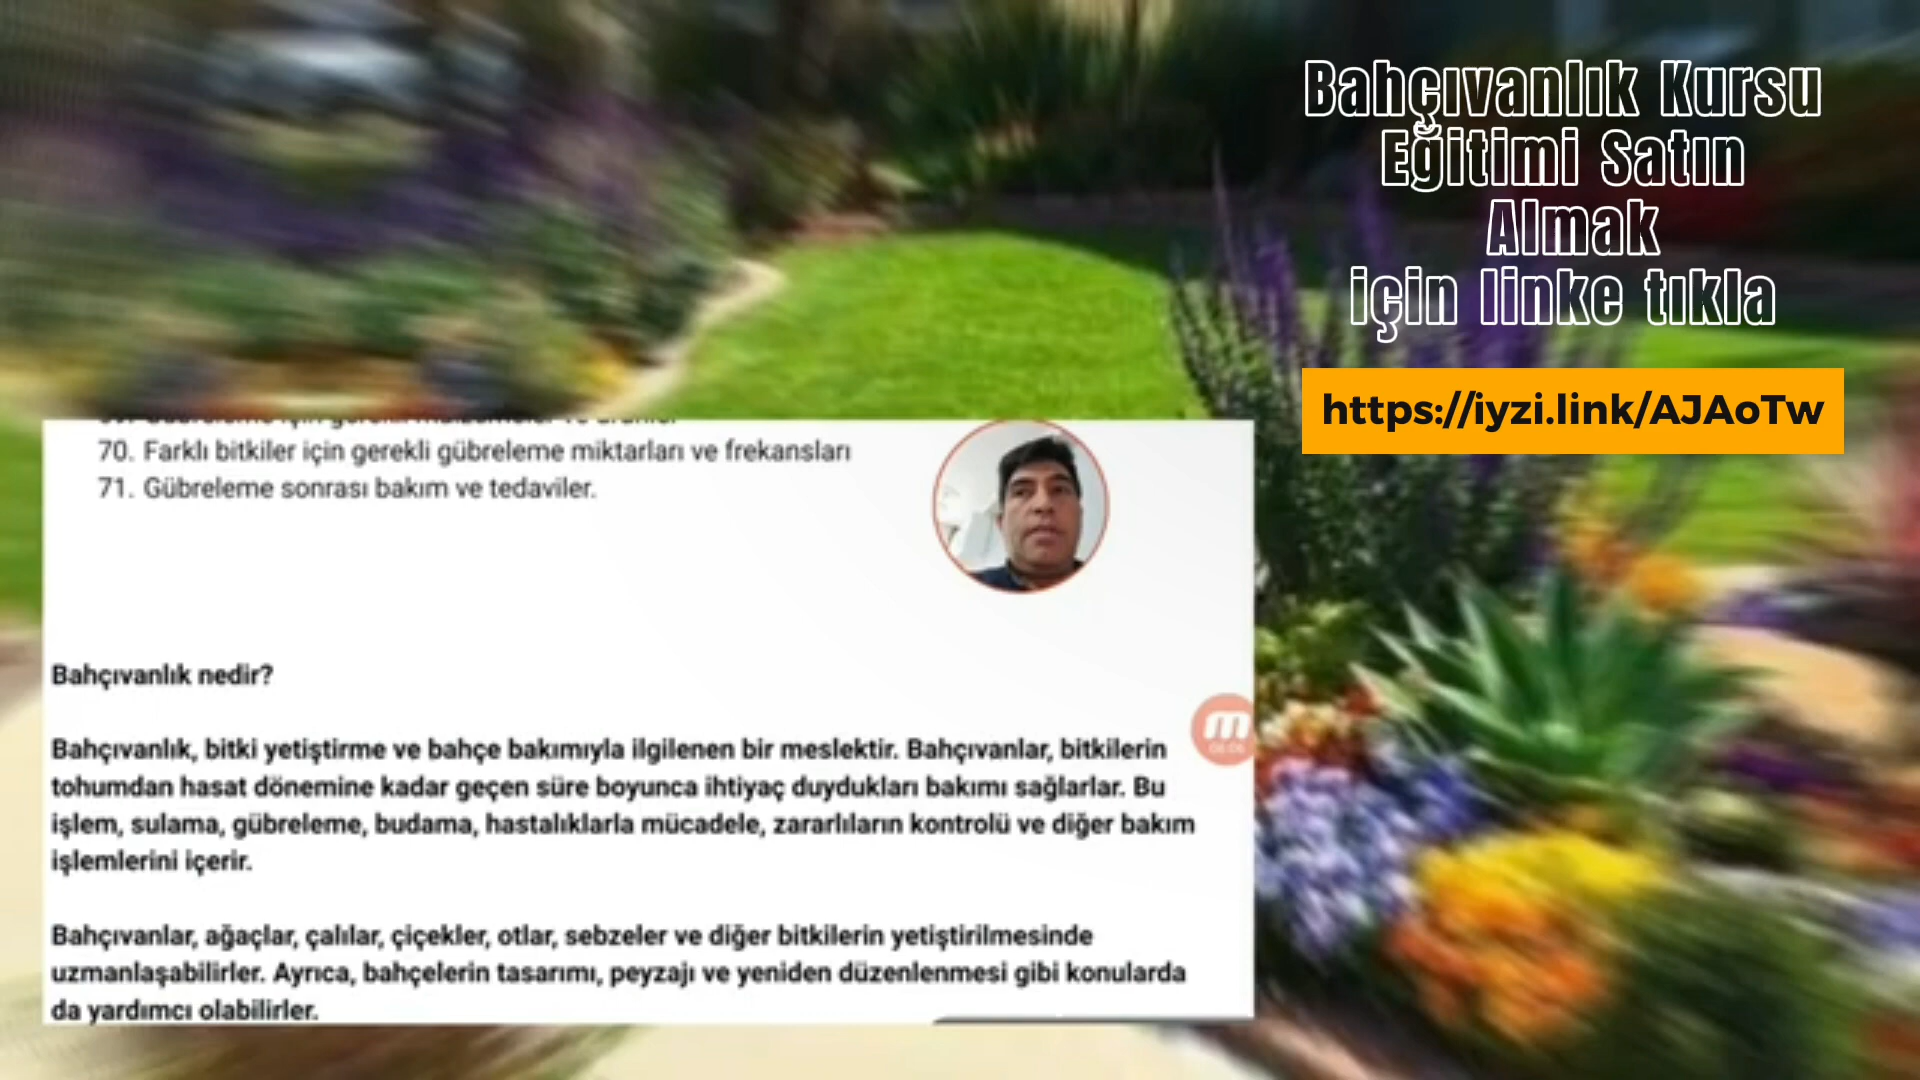 Bahçıvanlık Kursu
Eğitimi Satın
Almak
için linke tıkla
https://iyzi.link/AJAoTw
70. Farklı bitkiler için gerekli gübreleme miktarları ve frekansları
71. Gübreleme sonrası bakım ve tedaviler.
Bahçıvanlık nedir?
Bahçıvanlık, bitki yetiştirme ve bahçe bakımıyla ilgilenen bir meslektir. Bahçıvanlar, bitkilerin
tohumdan hasat dönemine kadar geçen süre boyunca ihtiyaç duydukları bakımı sağlarlar. Bu
işlem, sulama, gübreleme, budama, hastalıklarla mücadele, zararlıların kontrolü ve diğer bakım
işlemlerini içerir.
Bahçıvanlar, ağaçlar, çalılar, çiçekler, otlar, sebzeler ve diğer bitkilerin yetiştirilmesinde
uzmanlaşabilirler. Ayrıca, bahçelerin tasarımı, peyzajı ve yeniden düzenlenmesi gibi konularda
da yardımcı olabilirler.
m